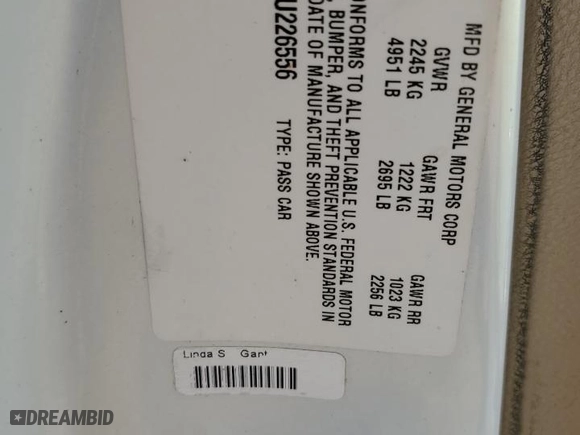 MFD BY GENERAL MOTORS CORP
GVWR GAWR FRT GAWR RR
2245 KG 1222 KG 1023 KG
4951 LB 2695 LB 2256 LB
ONFORMS TO ALL APPLICABLE U.S. FEDERAL MOTOR
, BUMPER, AND THEFT PREVENTION STANDARDS IN
DATE OF MANUFACTURE SHOWN ABOVE.
U226556 TYPE: PASS CAR
Linda S Gant
DREAMBID